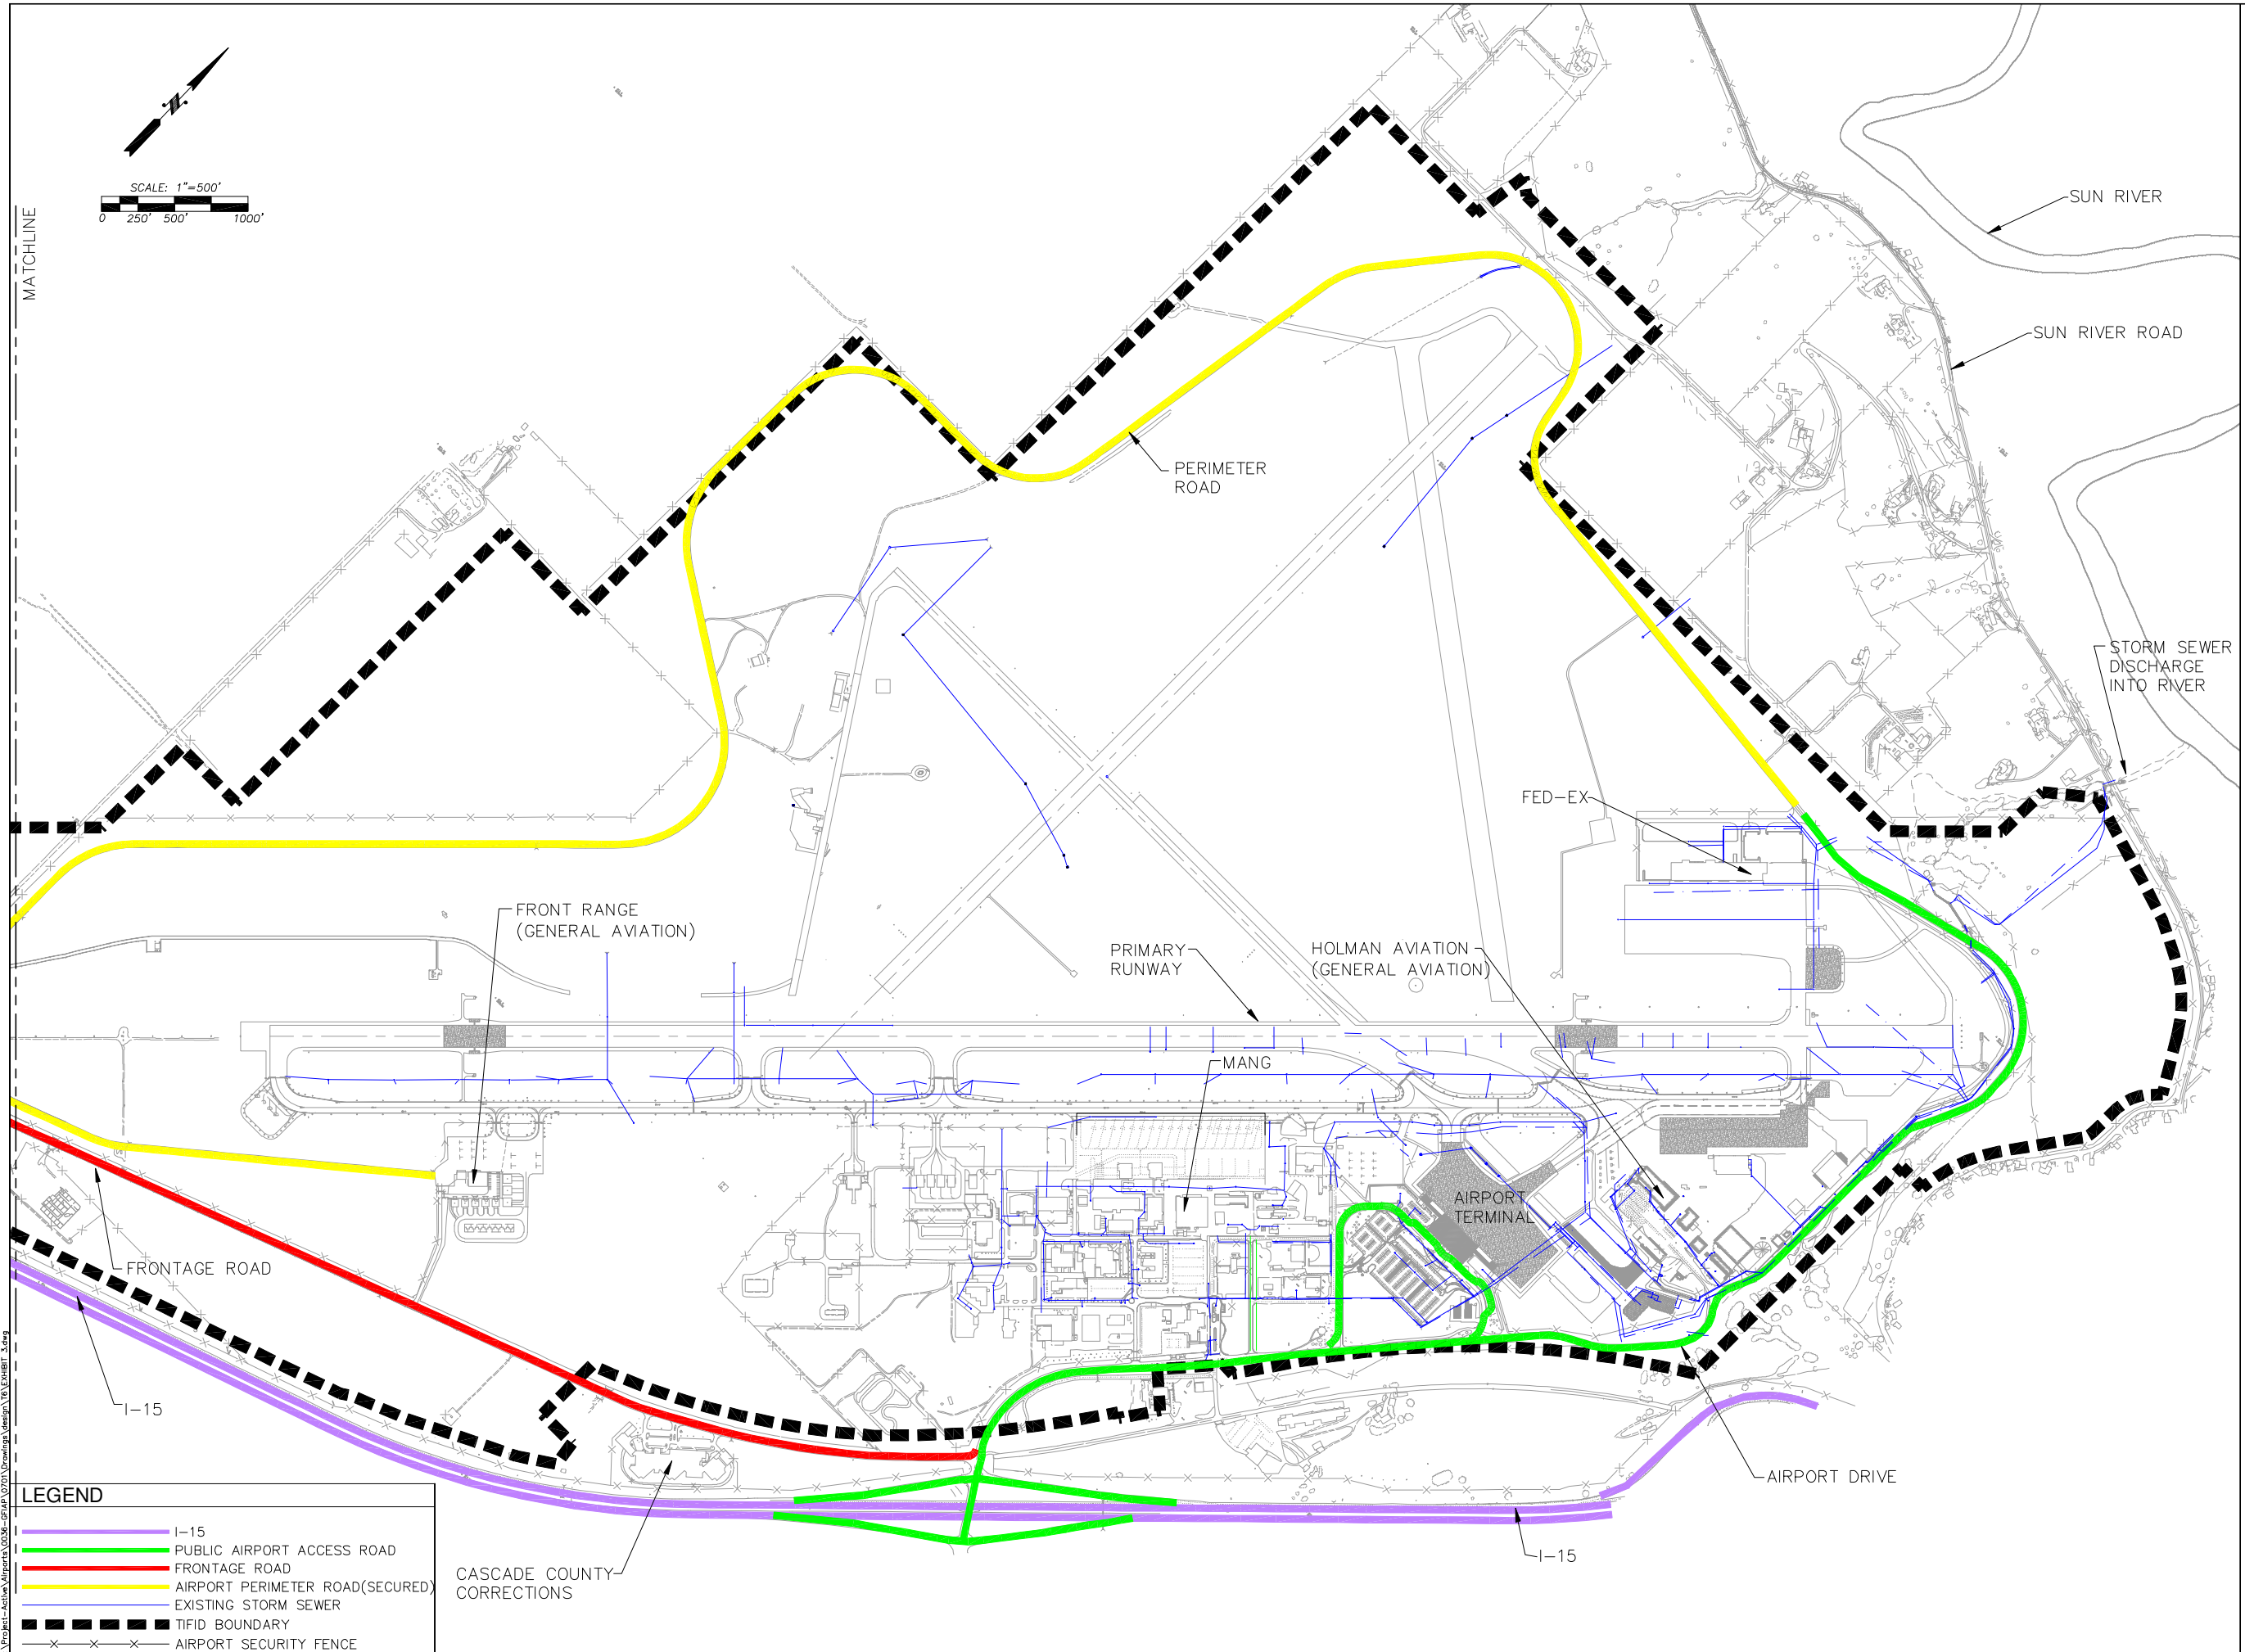 N
SCALE: 1"=500'
0 250' 500' 1000'
MATCHLINE
SUN RIVER
SUN RIVER ROAD
PERIMETER
ROAD
STORM SEWER
DISCHARGE
INTO RIVER
FED-EX
FRONT RANGE
(GENERAL AVIATION)
PRIMARY
RUNWAY
HOLMAN AVIATION
(GENERAL AVIATION)
MANG
AIRPORT
TERMINAL
FRONTAGE ROAD
I-15
AIRPORT DRIVE
I-15
CASCADE COUNTY
CORRECTIONS
LEGEND
I-15
PUBLIC AIRPORT ACCESS ROAD
FRONTAGE ROAD
AIRPORT PERIMETER ROAD(SECURED)
EXISTING STORM SEWER
TIFID BOUNDARY
AIRPORT SECURITY FENCE